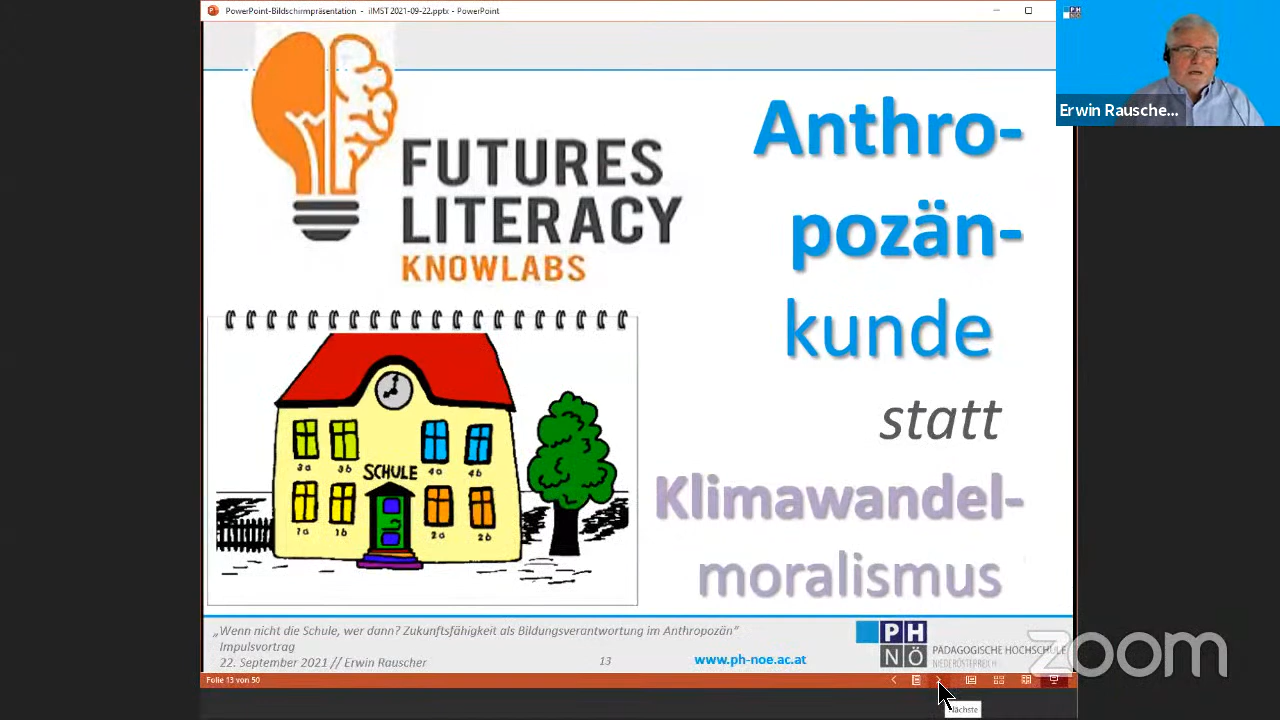 PowerPoint-Bildschirmpräsentation - iIMST 2021-09-22.pptx - PowerPoint
PH
Erwin Rausche...
FUTURES
LITERACY
KNOWLABS
Anthro-
pozän-
kunde
statt
Klimawandel-
moralismus
3a 3b 4a 4b
SCHULE
1a 1b 2a 2b
„Wenn nicht die Schule, wer dann? Zukunftsfähigkeit als Bildungsverantwortung im Anthropozän“
Impulsvortrag
22. September 2021 // Erwin Rauscher
13
www.ph-noe.ac.at
PH
NÖ
PÄDAGOGISCHE HOCHSCHULE
NIEDERÖSTERREICH
zoom
Folie 13 von 50
Nächste